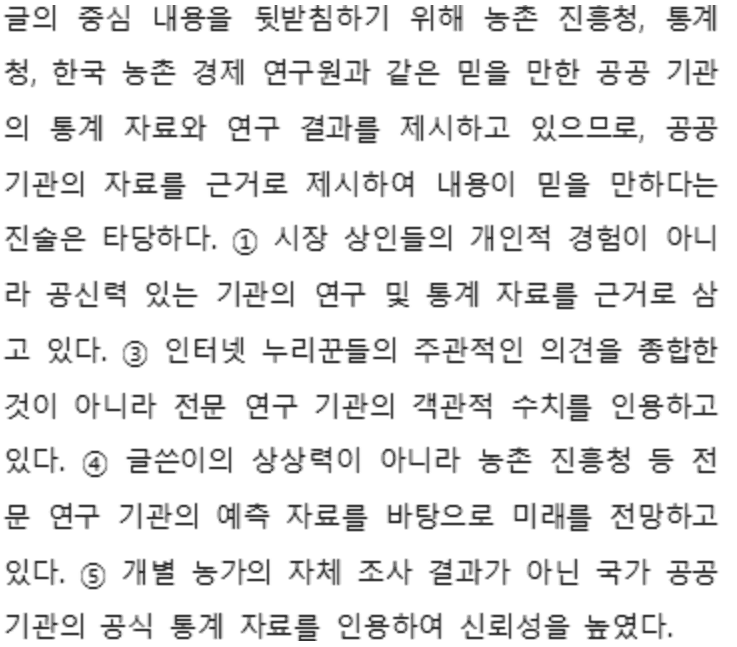 글의 중심 내용을 뒷받침하기 위해 농촌 진흥청, 통계
청, 한국 농촌 경제 연구원과 같은 믿을 만한 공공 기관
의 통계 자료와 연구 결과를 제시하고 있으므로, 공공
기관의 자료를 근거로 제시하여 내용이 믿을 만하다는
진술은 타당하다. ① 시장 상인들의 개인적 경험이 아니
라 공신력 있는 기관의 연구 및 통계 자료를 근거로 삼
고 있다. ③ 인터넷 누리꾼들의 주관적인 의견을 종합한
것이 아니라 전문 연구 기관의 객관적 수치를 인용하고
있다. ④ 글쓴이의 상상력이 아니라 농촌 진흥청 등 전
문 연구 기관의 예측 자료를 바탕으로 미래를 전망하고
있다. ⑤ 개별 농가의 자체 조사 결과가 아닌 국가 공공
기관의 공식 통계 자료를 인용하여 신뢰성을 높였다.